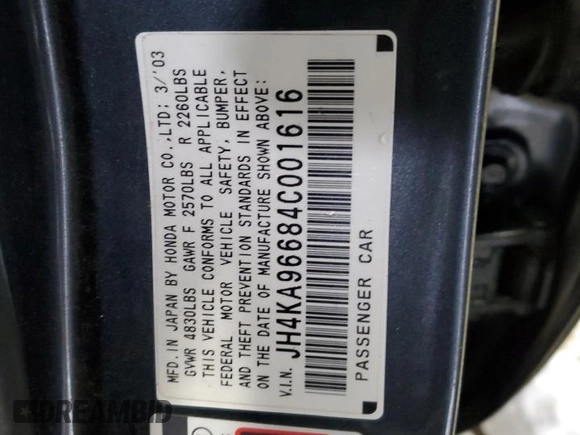 MFD. IN JAPAN BY HONDA MOTOR CO., LTD: 3/'03
GVWR 4830LBS GAWR F 2570LBS R 2260LBS
THIS VEHICLE CONFORMS TO ALL APPLICABLE
FEDERAL MOTOR VEHICLE SAFETY, BUMPER,
AND THEFT PREVENTION STANDARDS IN EFFECT
ON THE DATE OF MANUFACTURE SHOWN ABOVE:
V.I.N. JH4KA96684C001616
PASSENGER CAR
DREAMBID